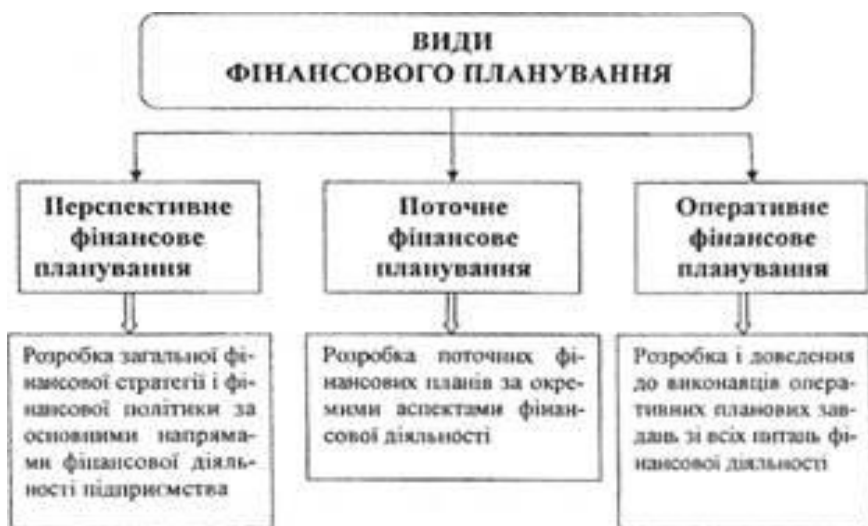 ВИДИ
ФІНАНСОВОГО ПЛАНУВАННЯ
Перспективне
фінансове
планування
Поточне
фінансове
планування
Оперативне
фінансове
планування
Розробка загальної фі-
нансової стратегії і фі-
нансової політики за
основними напряма-
ми фінансової діяль-
ності підприємства
Розробка поточних фі-
нансових планів за окре-
мими аспектами фінан-
сової діяльності
Розробка і доведення
до виконавців опера-
тивних планових зав-
дань зі всіх питань фі-
нансової діяльності